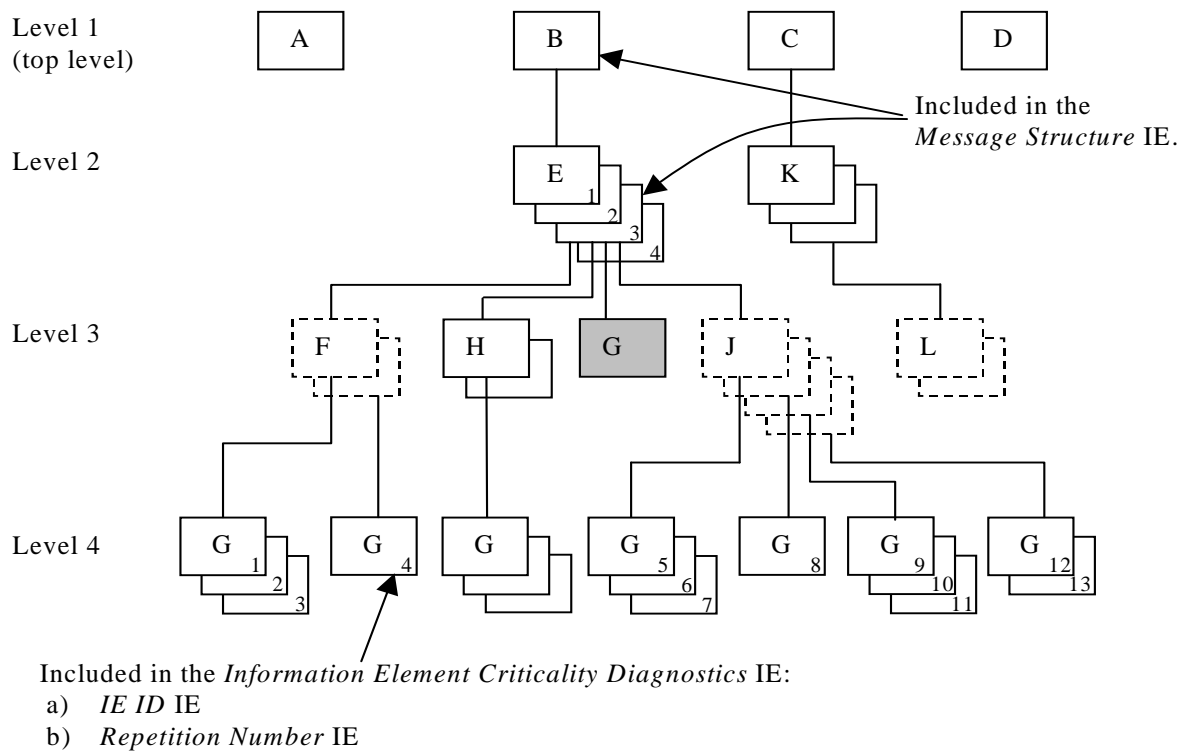 Level 1
(top level)
A
B
C
D
Included in the
Message Structure IE.
Level 2
E
1
2
3
4
K
Level 3
F
H
G
J
L
Level 4
G
1
2
3
G
4
G
G
5
6
7
G
8
G
9
10
11
G
12
13
Included in the Information Element Criticality Diagnostics IE:
a) IE ID IE
b) Repetition Number IE